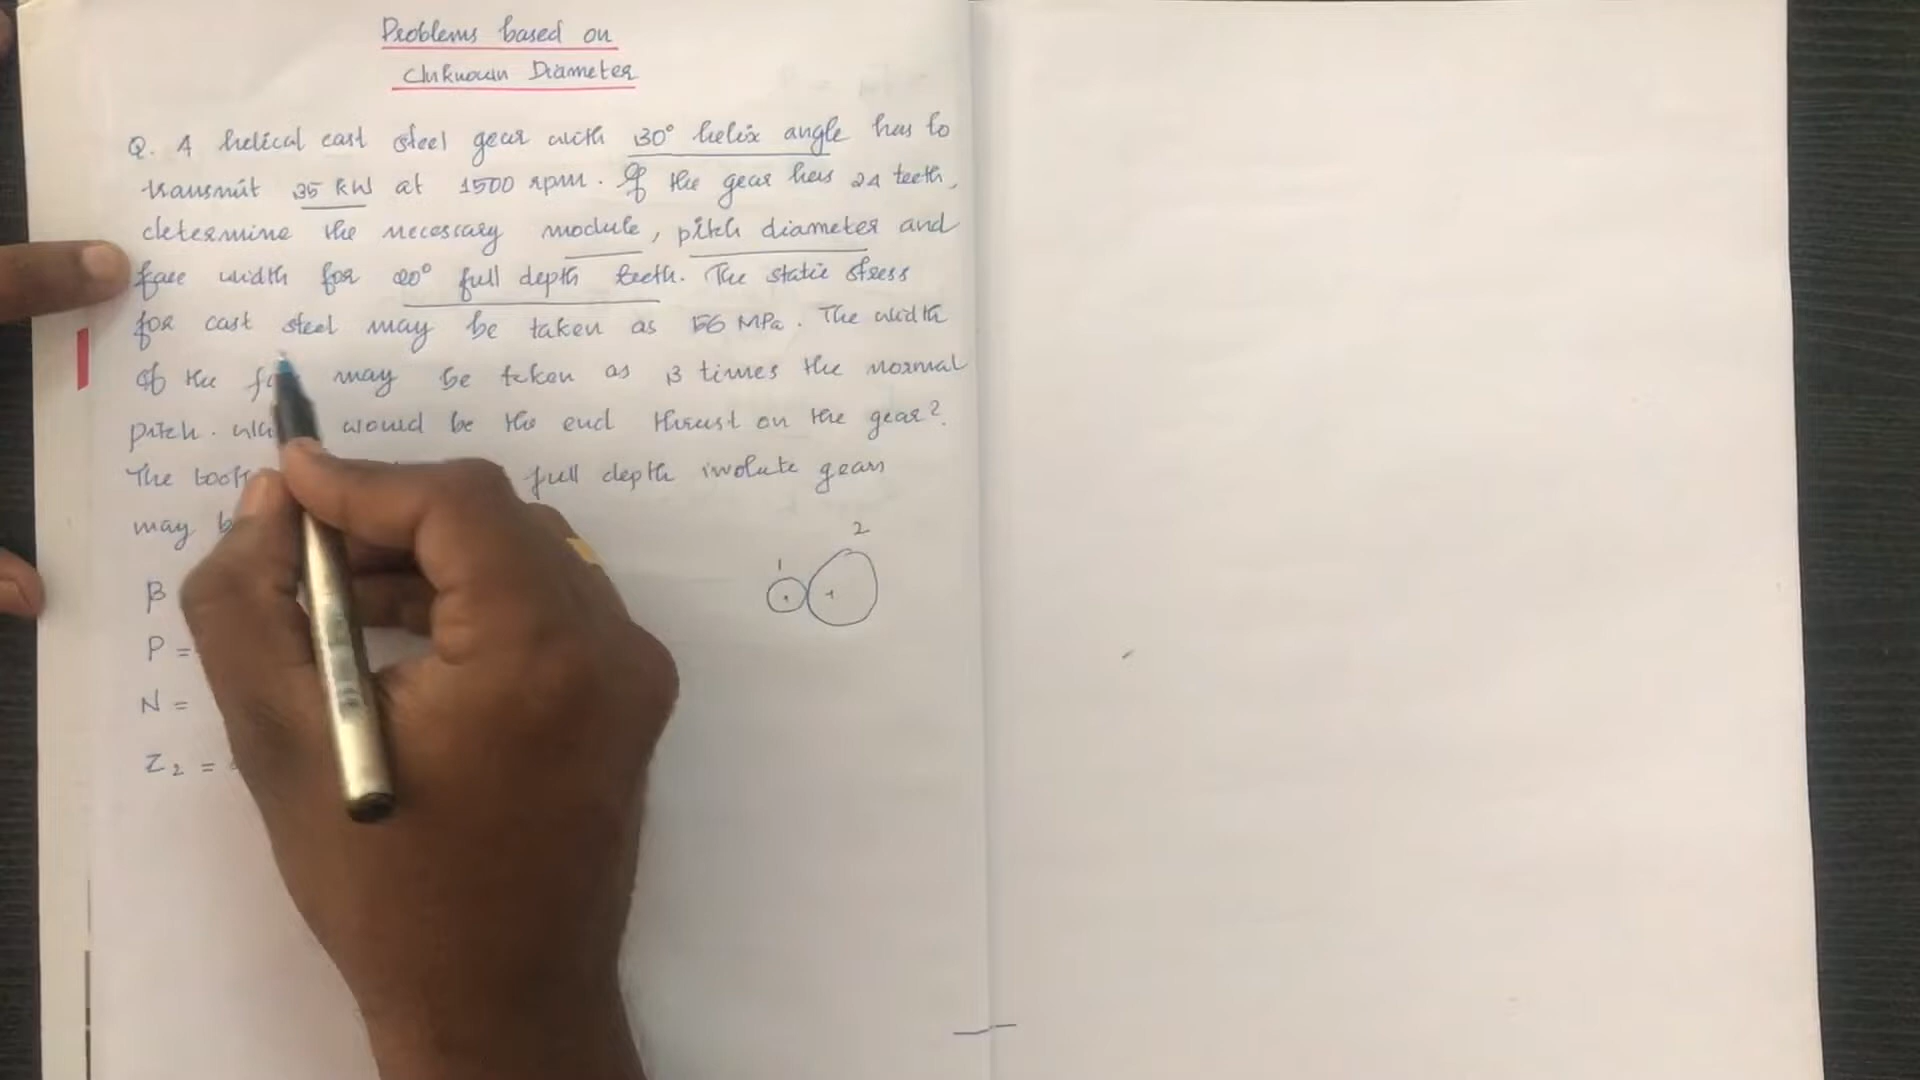 Problems based on
Unknown Diameter
Q. A helical cast steel gear with 30° helix angle has to
transmit 35 kW at 1500 rpm. If the gear has 24 teeth,
determine the necessary module, pitch diameter and
face width for 20° full depth teeth. The static stress
for cast steel may be taken as 56 MPa. The width
of the may be taken as 3 times the normal
pitch. would be the end thrust on the gear?
The full depth involute gears
may
1
2
β
P =
N =
Z2 =